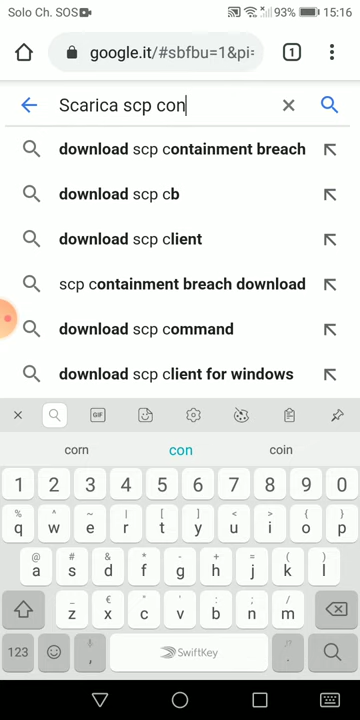 Solo Ch. SOS 93% 15:16
google.it/#sbfbu=1&pi= 1
Scarica scp con
download scp containment breach
download scp cb
download scp client
scp containment breach download
download scp command
download scp client for windows
GIF
corn con coin
1 2 3 4 5 6 7 8 9 0
% ^ ~ | [ ] < > { }
q w e r t y u i o p
@ # & * - + = ( )
a s d f g h j k l
_ € " ' : ; /
z x c v b n m
123 , SwiftKey .